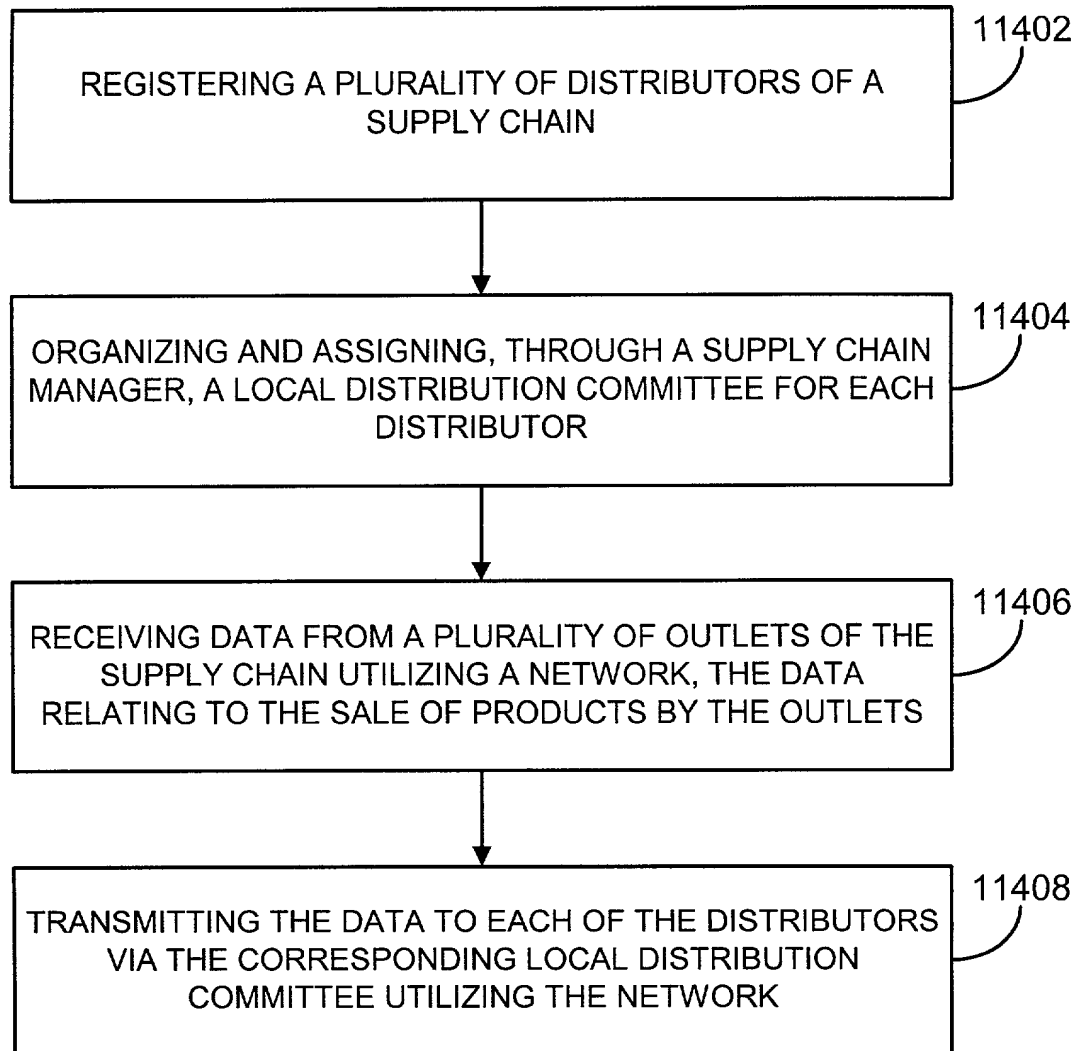 11402
REGISTERING A PLURALITY OF DISTRIBUTORS OF A
SUPPLY CHAIN
11404
ORGANIZING AND ASSIGNING, THROUGH A SUPPLY CHAIN
MANAGER, A LOCAL DISTRIBUTION COMMITTEE FOR EACH
DISTRIBUTOR
11406
RECEIVING DATA FROM A PLURALITY OF OUTLETS OF THE
SUPPLY CHAIN UTILIZING A NETWORK, THE DATA
RELATING TO THE SALE OF PRODUCTS BY THE OUTLETS
11408
TRANSMITTING THE DATA TO EACH OF THE DISTRIBUTORS
VIA THE CORRESPONDING LOCAL DISTRIBUTION
COMMITTEE UTILIZING THE NETWORK